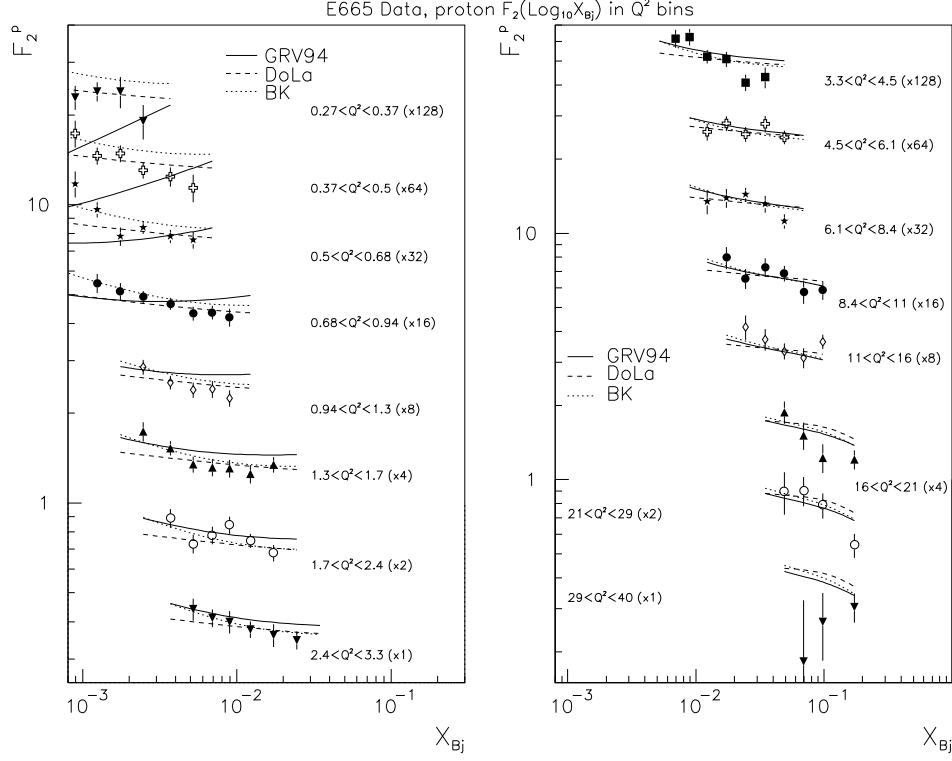 E665 Data, proton F₂(Log₁₀X_Bj) in Q² bins
F₂ᵖ
GRV94
DoLa
BK
0.27<Q²<0.37 (x128)
0.37<Q²<0.5 (x64)
10
0.5<Q²<0.68 (x32)
0.68<Q²<0.94 (x16)
0.94<Q²<1.3 (x8)
1.3<Q²<1.7 (x4)
1
1.7<Q²<2.4 (x2)
2.4<Q²<3.3 (x1)
10⁻³ 10⁻² 10⁻¹
X_Bj
F₂ᵖ
3.3<Q²<4.5 (x128)
4.5<Q²<6.1 (x64)
6.1<Q²<8.4 (x32)
10
8.4<Q²<11 (x16)
GRV94
11<Q²<16 (x8)
DoLa
BK
1
16<Q²<21 (x4)
21<Q²<29 (x2)
29<Q²<40 (x1)
10⁻³ 10⁻² 10⁻¹
X_Bj